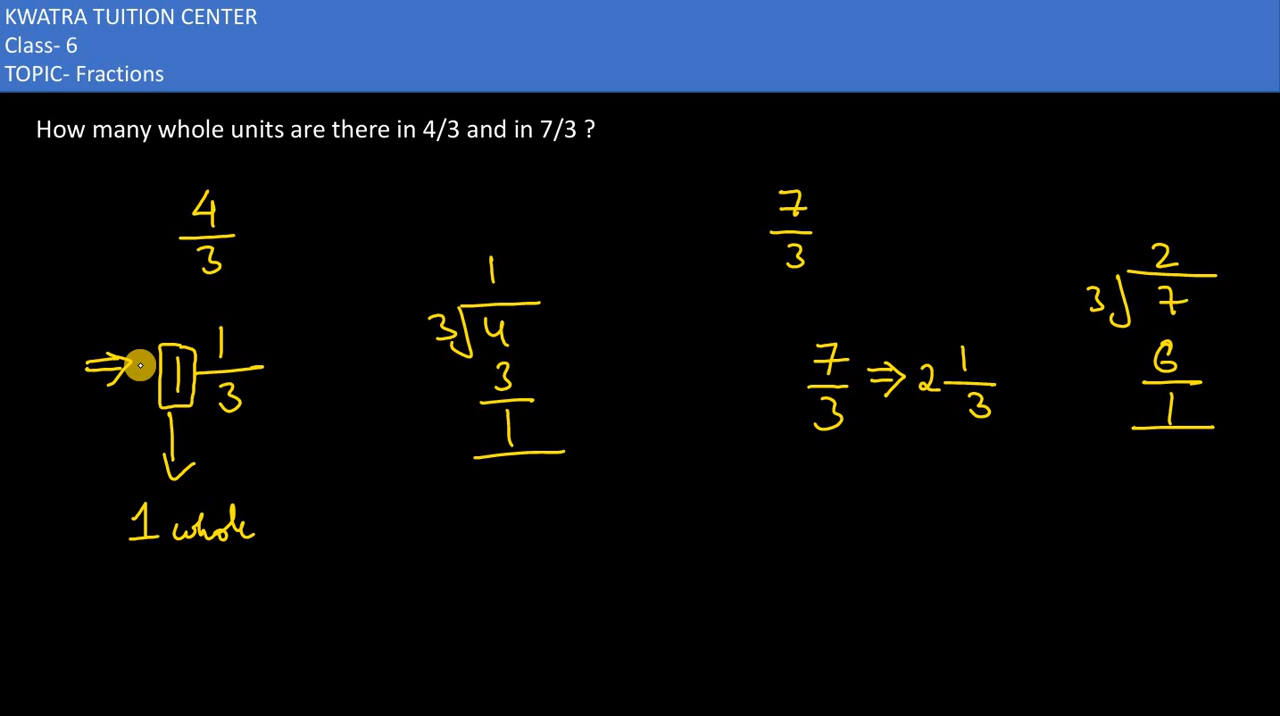 KWATRA TUITION CENTER
Class- 6
TOPIC- Fractions
How many whole units are there in 4/3 and in 7/3 ?
4
3
1
3 4
3
1
⇒ 1 1
3
1 whole
7
3
7/3 ⇒ 2 1/3
2
3 7
6
1